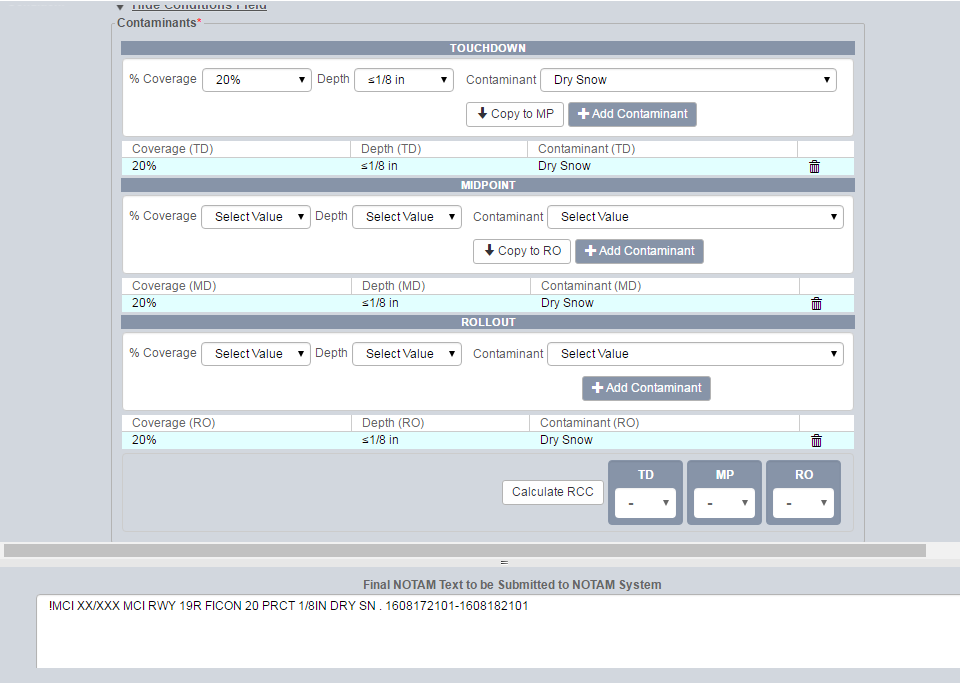 Hide Conditions Field
Contaminants*
TOUCHDOWN
% Coverage 20% Depth ≤1/8 in Contaminant Dry Snow
Copy to MP Add Contaminant
Coverage (TD) Depth (TD) Contaminant (TD)
20% ≤1/8 in Dry Snow
MIDPOINT
% Coverage Select Value Depth Select Value Contaminant Select Value
Copy to RO Add Contaminant
Coverage (MD) Depth (MD) Contaminant (MD)
20% ≤1/8 in Dry Snow
ROLLOUT
% Coverage Select Value Depth Select Value Contaminant Select Value
Add Contaminant
Coverage (RO) Depth (RO) Contaminant (RO)
20% ≤1/8 in Dry Snow
TD MP RO
Calculate RCC - - -
Final NOTAM Text to be Submitted to NOTAM System
!MCI XX/XXX MCI RWY 19R FICON 20 PRCT 1/8IN DRY SN . 1608172101-1608182101